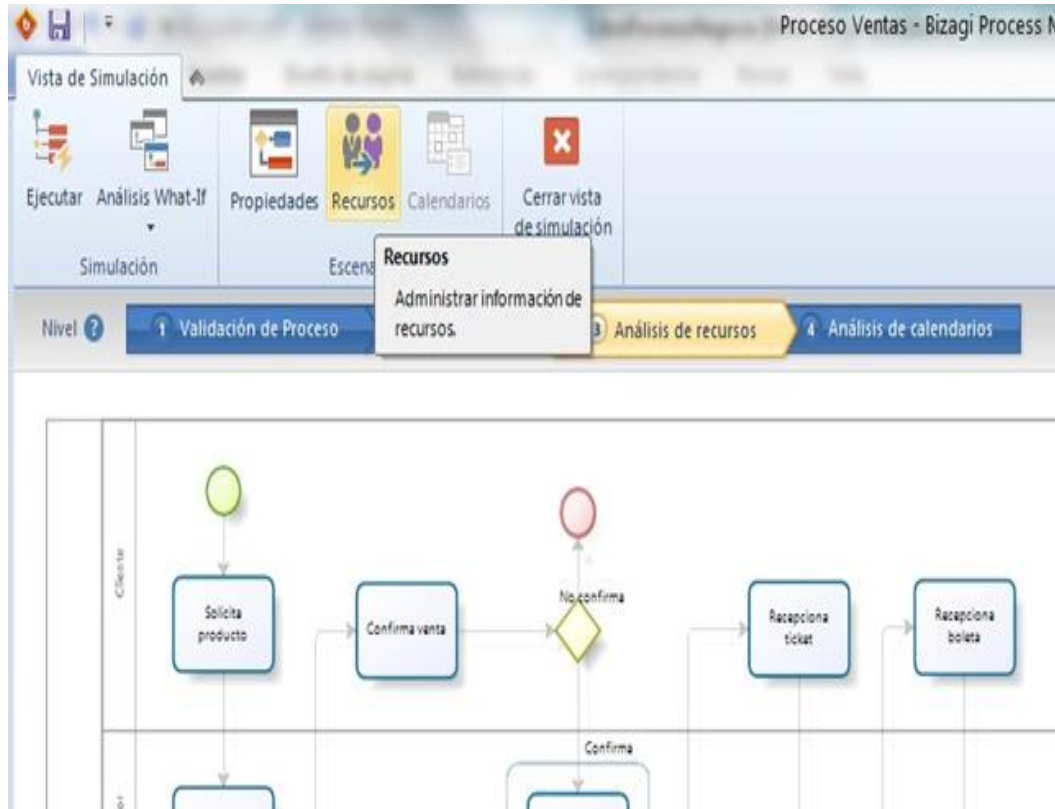 Proceso Ventas - Bizagi Process
Vista de Simulación
Ejecutar
Análisis What-If
Propiedades
Recursos
Calendarios
Cerrar vista
de simulación
Simulación
Recursos
Administrar información de
recursos.
Nivel ?
1 Validación de Proceso
3 Análisis de recursos
4 Análisis de calendarios
Cliente
Solicita
producto
Confirma venta
No confirma
Recepciona
ticket
Recepciona
boleta
Confirma